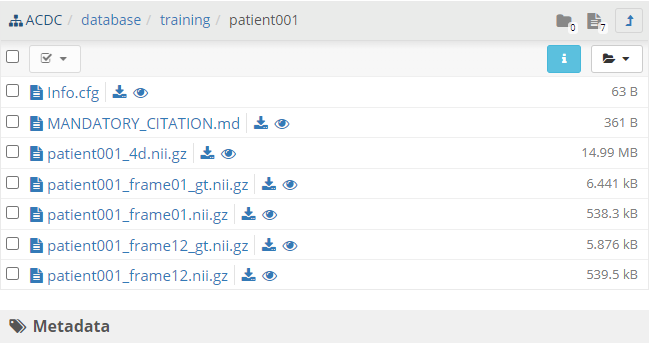 ACDC / database / training / patient001 0 7
i
Info.cfg 63 B
MANDATORY_CITATION.md 361 B
patient001_4d.nii.gz 14.99 MB
patient001_frame01_gt.nii.gz 6.441 kB
patient001_frame01.nii.gz 538.3 kB
patient001_frame12_gt.nii.gz 5.876 kB
patient001_frame12.nii.gz 539.5 kB
Metadata